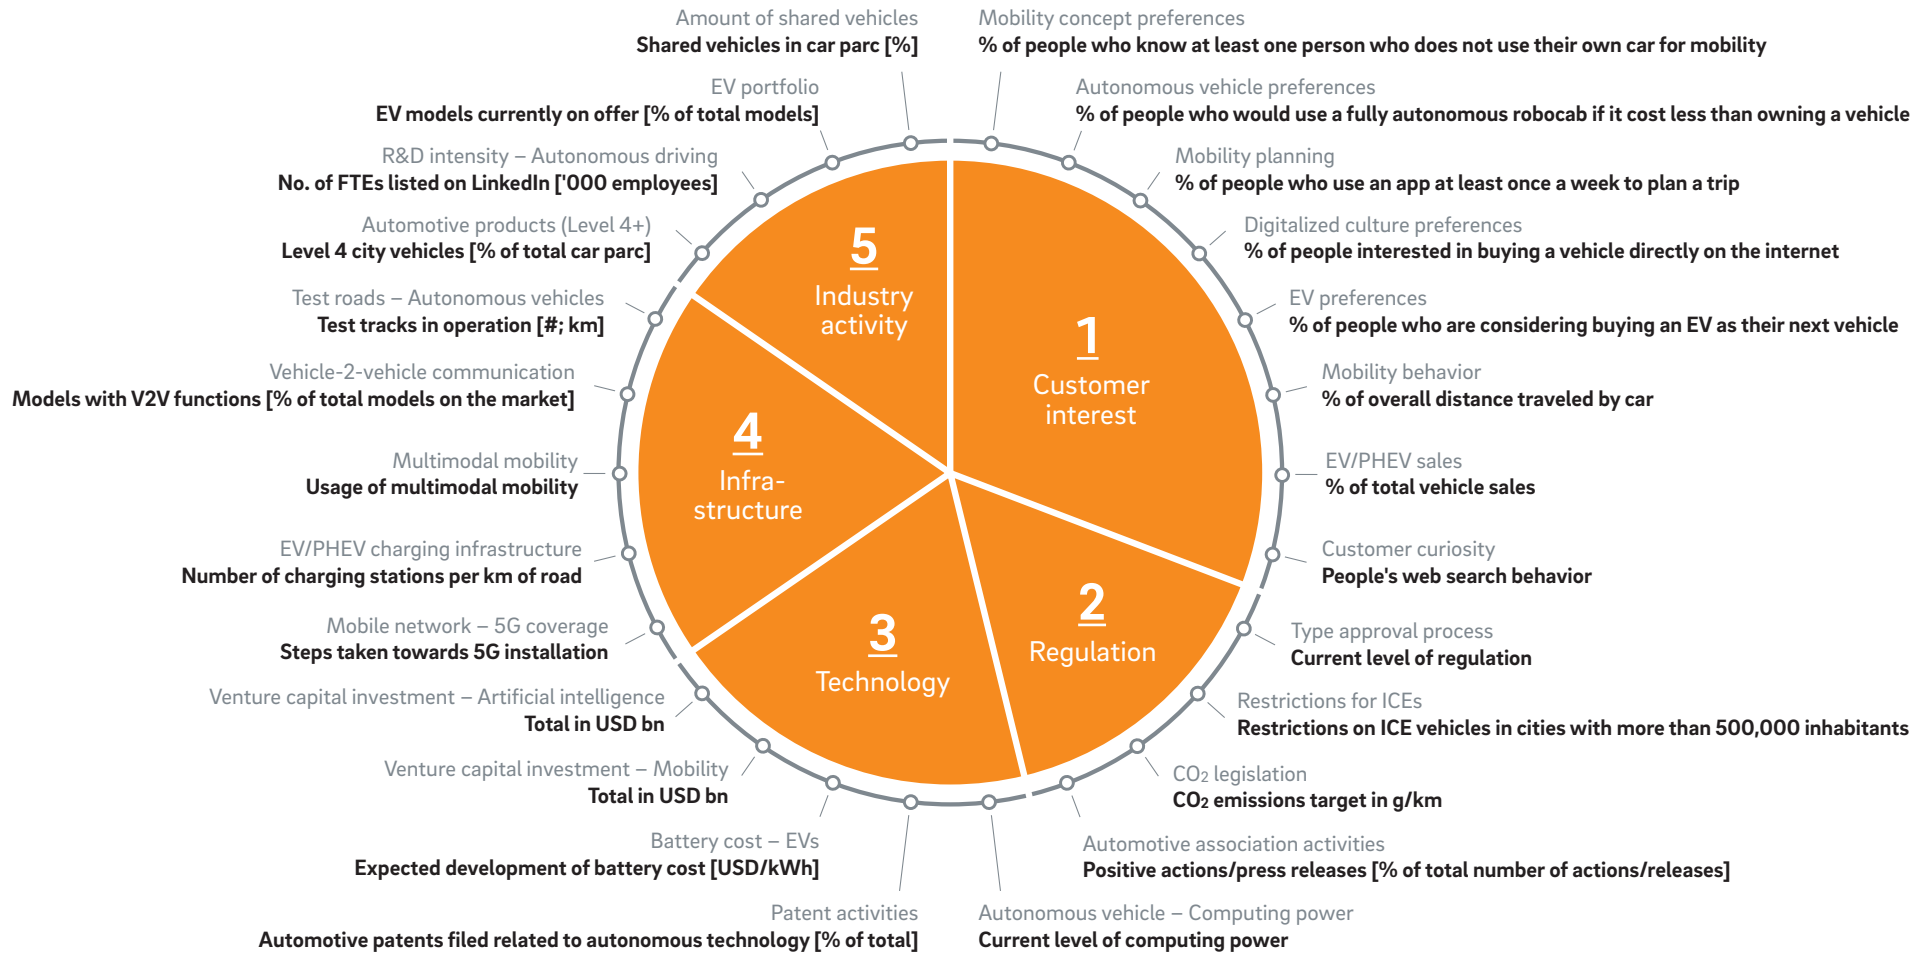 Amount of shared vehicles
Shared vehicles in car parc [%]
Mobility concept preferences
% of people who know at least one person who does not use their own car for mobility
EV portfolio
EV models currently on offer [% of total models]
Autonomous vehicle preferences
% of people who would use a fully autonomous robocab if it cost less than owning a vehicle
R&D intensity – Autonomous driving
No. of FTEs listed on LinkedIn ['000 employees]
Mobility planning
% of people who use an app at least once a week to plan a trip
Automotive products (Level 4+)
Level 4 city vehicles [% of total car parc]
Digitalized culture preferences
% of people interested in buying a vehicle directly on the internet
Test roads – Autonomous vehicles
Test tracks in operation [#; km]
EV preferences
% of people who are considering buying an EV as their next vehicle
Vehicle-2-vehicle communication
Models with V2V functions [% of total models on the market]
Mobility behavior
% of overall distance traveled by car
Multimodal mobility
Usage of multimodal mobility
EV/PHEV sales
% of total vehicle sales
EV/PHEV charging infrastructure
Number of charging stations per km of road
Customer curiosity
People's web search behavior
Mobile network – 5G coverage
Steps taken towards 5G installation
Type approval process
Current level of regulation
Venture capital investment – Artificial intelligence
Total in USD bn
Restrictions for ICEs
Restrictions on ICE vehicles in cities with more than 500,000 inhabitants
Venture capital investment – Mobility
Total in USD bn
CO₂ legislation
CO₂ emissions target in g/km
Battery cost – EVs
Expected development of battery cost [USD/kWh]
Automotive association activities
Positive actions/press releases [% of total number of actions/releases]
Patent activities
Automotive patents filed related to autonomous technology [% of total]
Autonomous vehicle – Computing power
Current level of computing power
1
Customer
interest
2
Regulation
3
Technology
4
Infra-
structure
5
Industry
activity